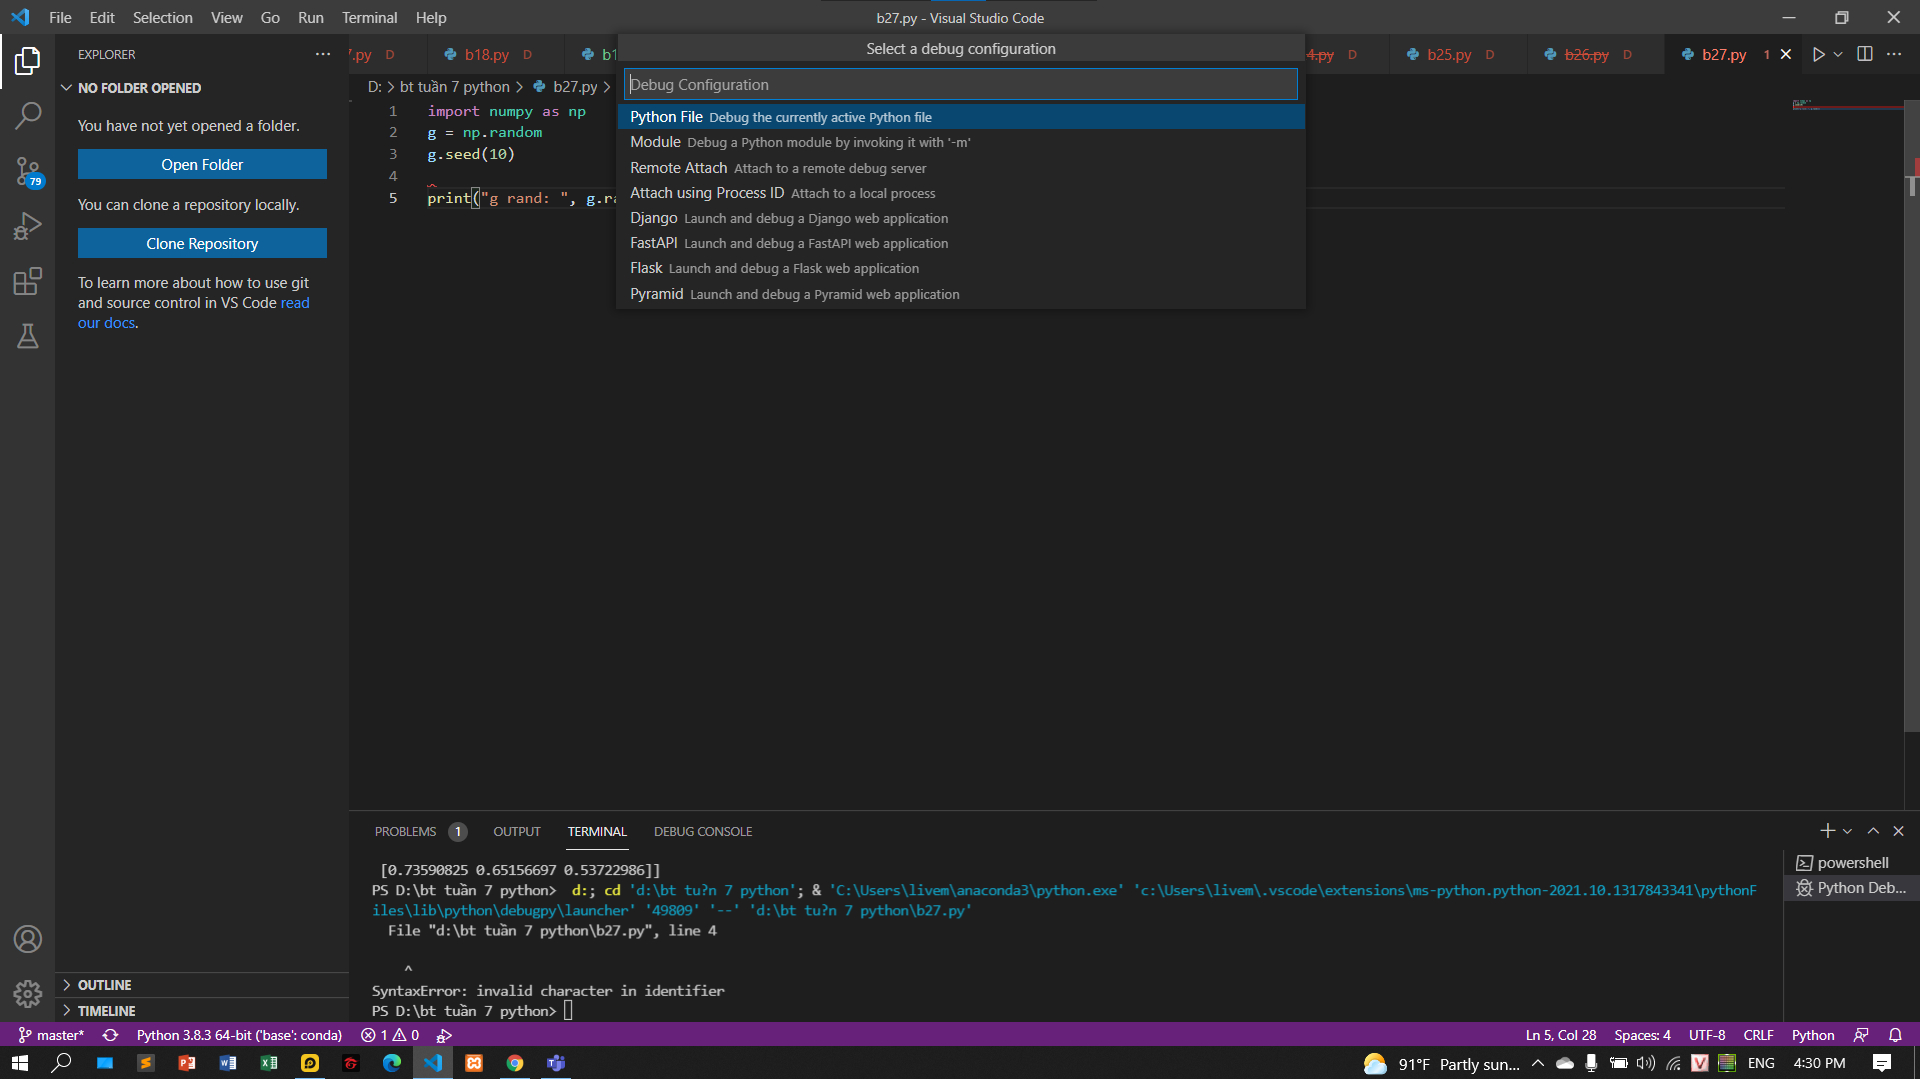 File Edit Selection View Go Run Terminal Help
b27.py - Visual Studio Code
EXPLORER
NO FOLDER OPENED
You have not yet opened a folder.
Open Folder
You can clone a repository locally.
Clone Repository
To learn more about how to use git
and source control in VS Code read
our docs.
79
OUTLINE
TIMELINE
.py D b18.py D b1 4.py D b25.py D b26.py D b27.py 1
D: > bt tuần 7 python > b27.py >
Select a debug configuration
Debug Configuration
Python File Debug the currently active Python file
Module Debug a Python module by invoking it with '-m'
Remote Attach Attach to a remote debug server
Attach using Process ID Attach to a local process
Django Launch and debug a Django web application
FastAPI Launch and debug a FastAPI web application
Flask Launch and debug a Flask web application
Pyramid Launch and debug a Pyramid web application
1 import numpy as np
2 g = np.random
3 g.seed(10)
4
5 print("g rand: ", g.ra
PROBLEMS 1 OUTPUT TERMINAL DEBUG CONSOLE
[0.73590825 0.65156697 0.53722986]]
PS D:\bt tuần 7 python> d:; cd 'd:\bt tu?n 7 python'; & 'C:\Users\livem\anaconda3\python.exe' 'c:\Users\livem\.vscode\extensions\ms-python.python-2021.10.1317843341\pythonF
iles\lib\python\debugpy\launcher' '49809' '--' 'd:\bt tu?n 7 python\b27.py'
File "d:\bt tuần 7 python\b27.py", line 4
^
SyntaxError: invalid character in identifier
PS D:\bt tuần 7 python>
powershell
Python Deb...
master* Python 3.8.3 64-bit ('base': conda) 1 0
Ln 5, Col 28 Spaces: 4 UTF-8 CRLF Python
91°F Partly sun... ENG 4:30 PM